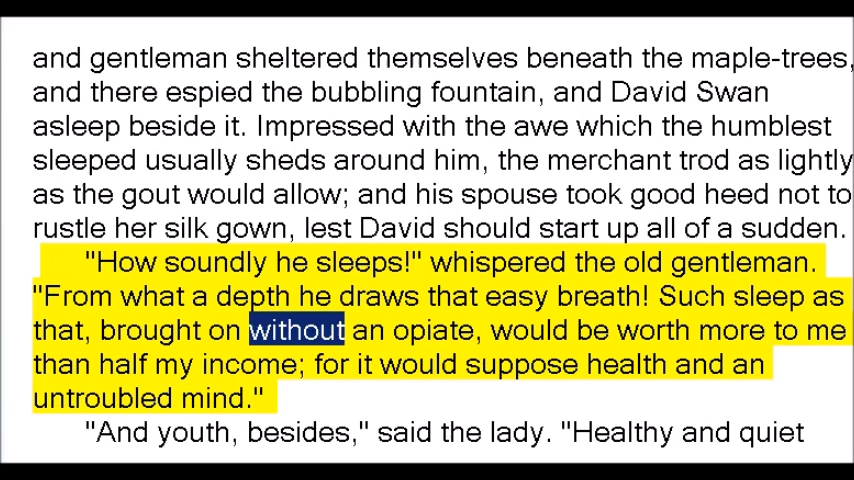 and gentleman sheltered themselves beneath the maple-trees,
and there espied the bubbling fountain, and David Swan
asleep beside it. Impressed with the awe which the humblest
sleeped usually sheds around him, the merchant trod as lightly
as the gout would allow; and his spouse took good heed not to
rustle her silk gown, lest David should start up all of a sudden.
"How soundly he sleeps!" whispered the old gentleman.
"From what a depth he draws that easy breath! Such sleep as
that, brought on without an opiate, would be worth more to me
than half my income; for it would suppose health and an
untroubled mind."
"And youth, besides," said the lady. "Healthy and quiet